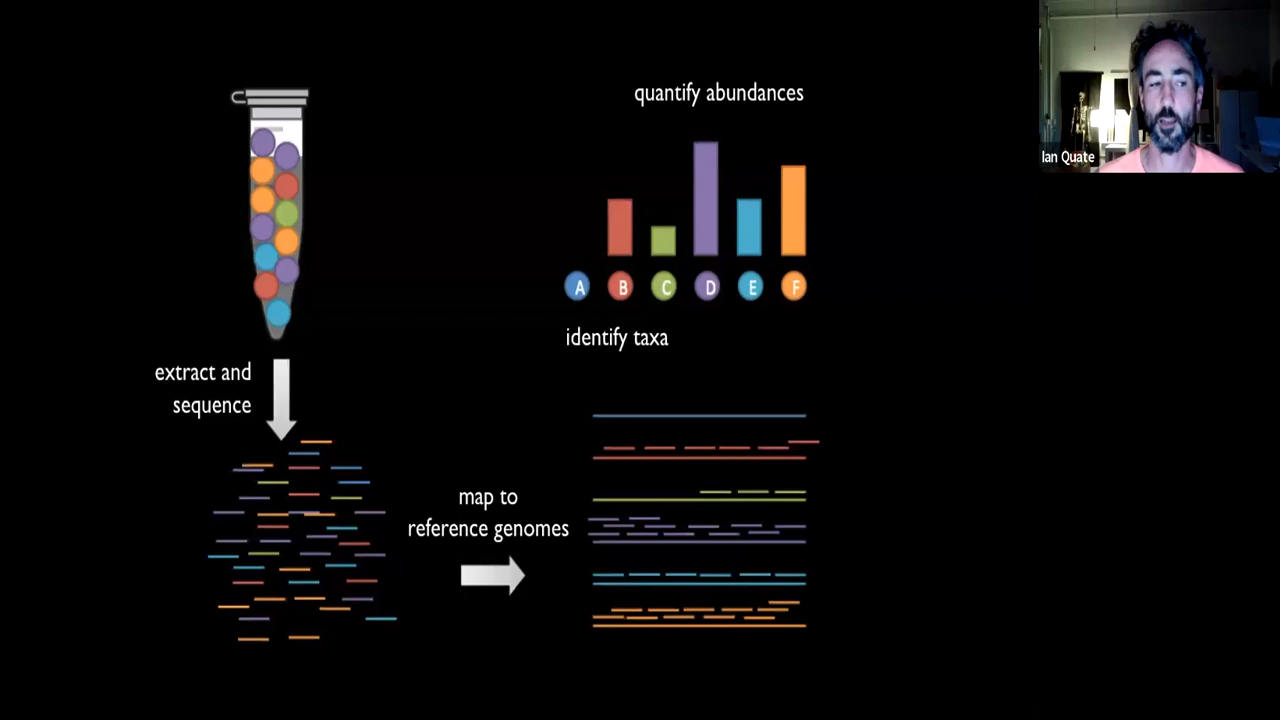 quantify abundances
Ian Quate
A B C D E F
identify taxa
extract and
sequence
map to
reference genomes